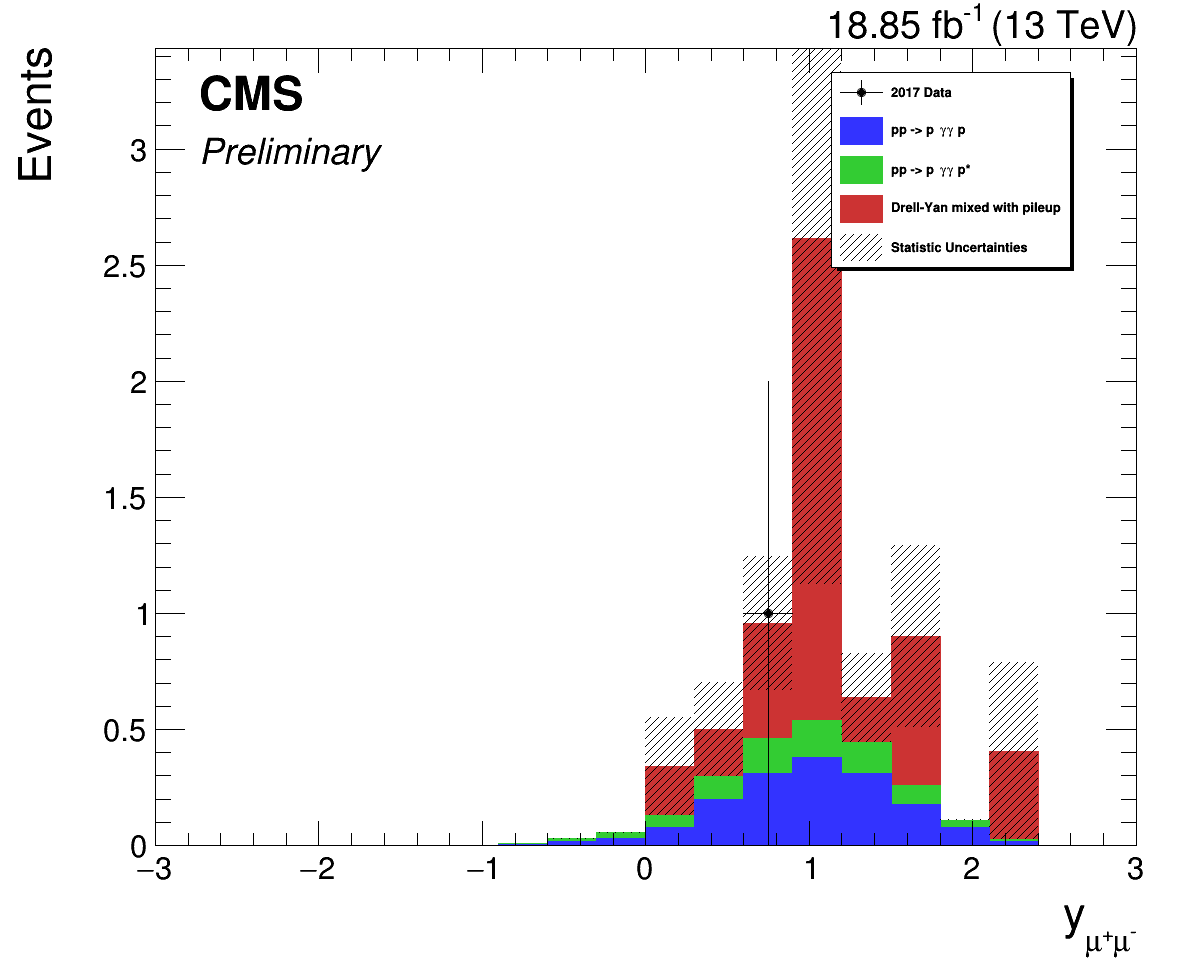 18.85 fb⁻¹ (13 TeV)
Events
CMS
Preliminary
2017 Data
pp -> p γγ p
pp -> p γγ p*
Drell-Yan mixed with pileup
Statistic Uncertainties
3
2.5
2
1.5
1
0.5
0
−3 −2 −1 0 1 2 3
y μ⁺μ⁻